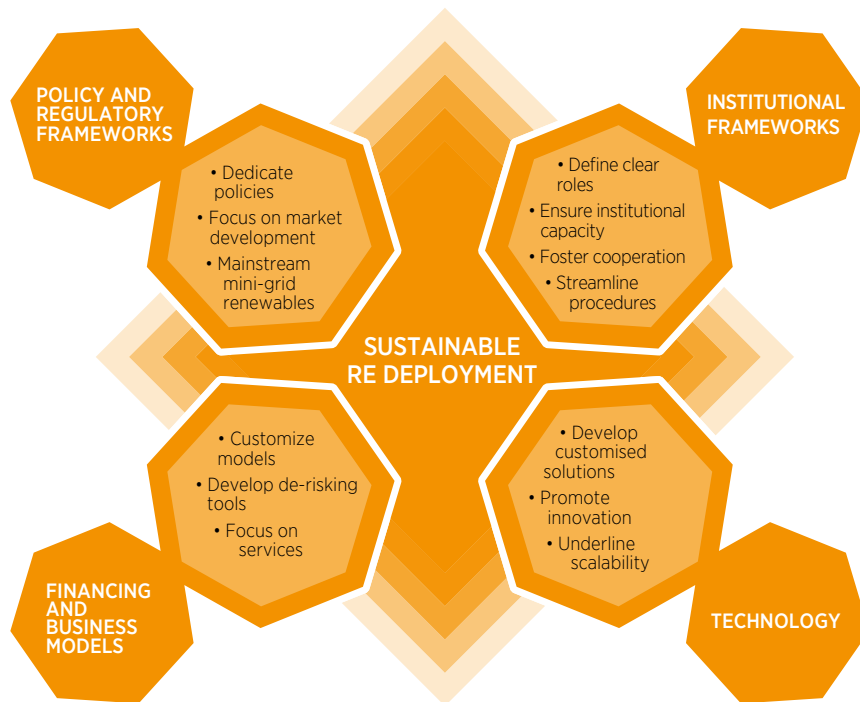 POLICY AND
REGULATORY
FRAMEWORKS
• Dedicate
policies
• Focus on market
development
• Mainstream
mini-grid
renewables
INSTITUTIONAL
FRAMEWORKS
• Define clear
roles
• Ensure institutional
capacity
• Foster cooperation
• Streamline
procedures
SUSTAINABLE
RE DEPLOYMENT
• Customize
models
• Develop de-risking
tools
• Focus on
services
FINANCING
AND
BUSINESS
MODELS
• Develop
customised
solutions
• Promote
innovation
• Underline
scalability
TECHNOLOGY